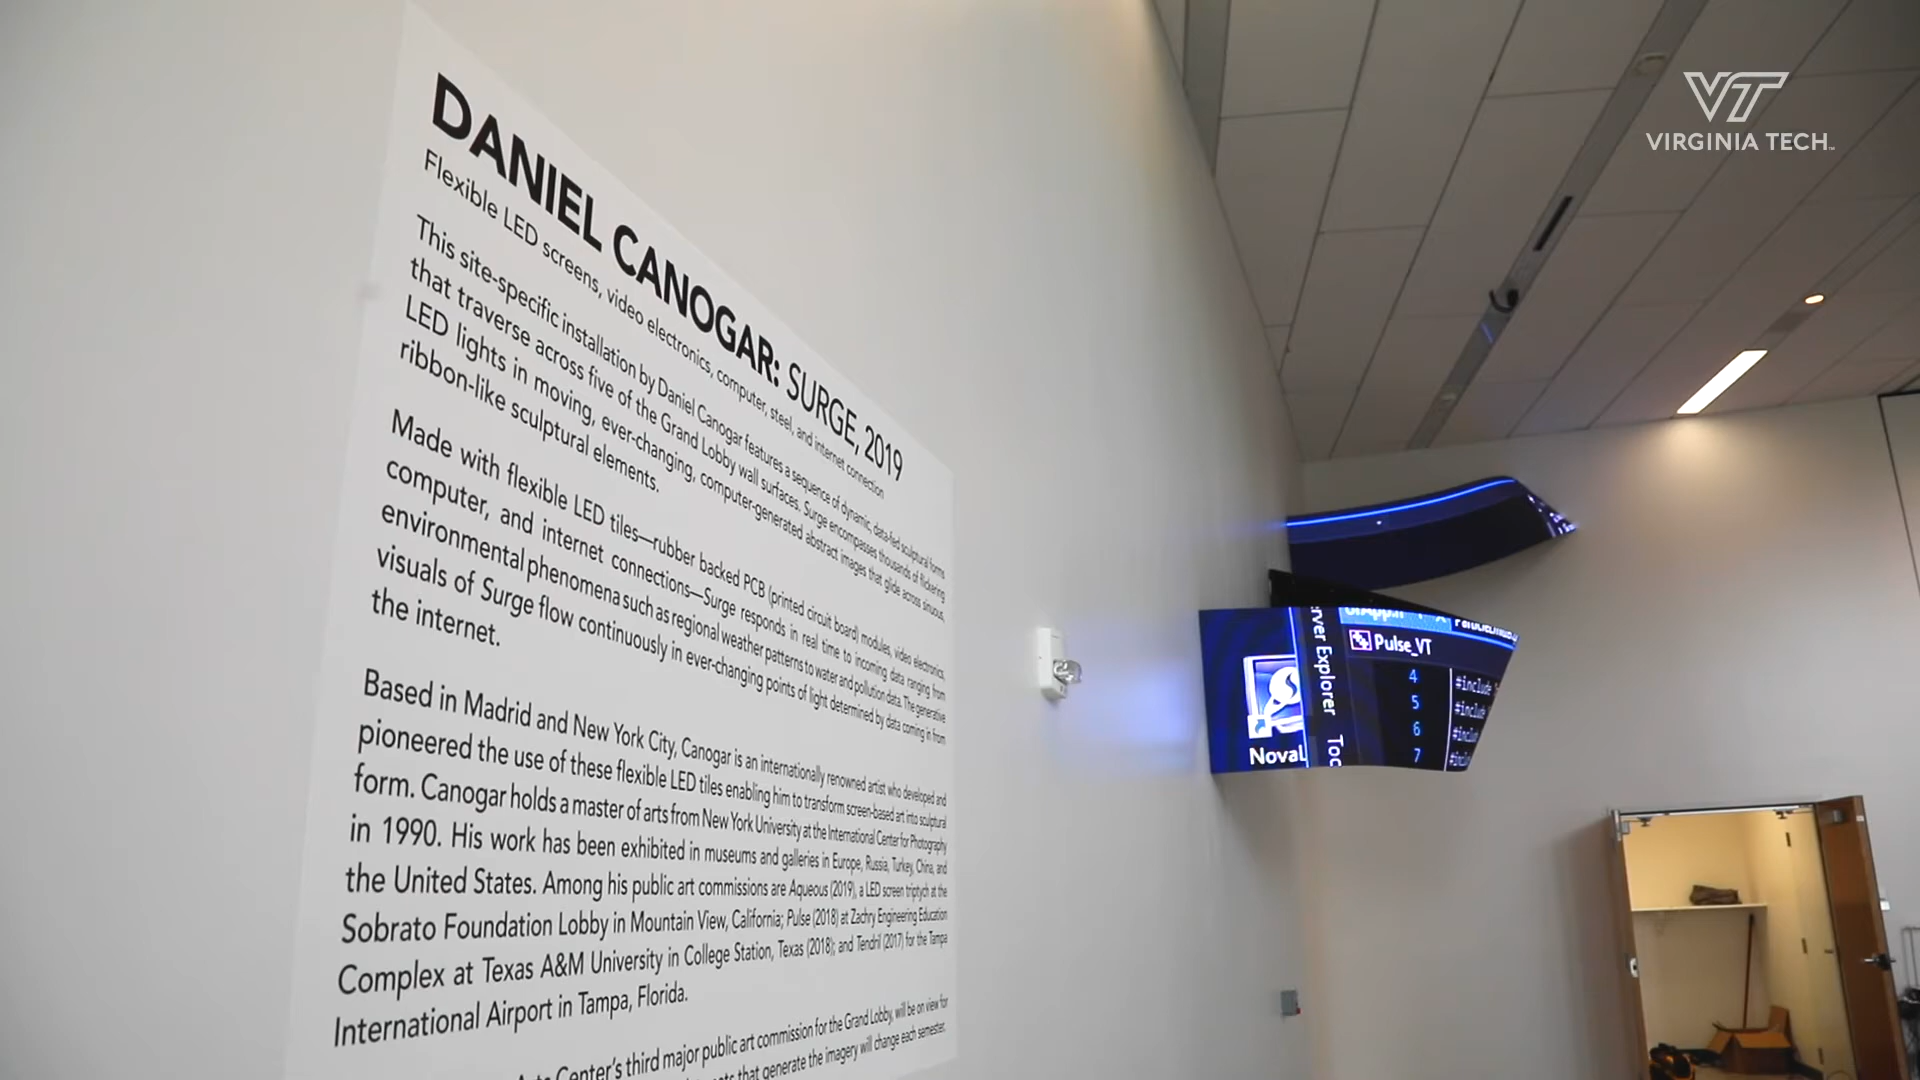 VT
VIRGINIA TECH™
DANIEL CANOGAR: SURGE, 2019
Flexible LED screens, video electronics, computer, steel, and internet connection
This site-specific installation by Daniel Canogar features a sequence of dynamic, data-fed sculptural forms
that traverse across five of the Grand Lobby wall surfaces. Surge encompasses thousands of flickering
LED lights in moving, ever-changing, computer-generated abstract images that glide across sinuous,
ribbon-like sculptural elements.
Made with flexible LED tiles—rubber backed PCB (printed circuit board) modules, video electronics,
computer, and internet connections—Surge responds in real time to incoming data ranging from
environmental phenomena such as regional weather patterns to water and pollution data. The generative
visuals of Surge flow continuously in ever-changing points of light determined by data coming in from
the internet.
Based in Madrid and New York City, Canogar is an internationally renowned artist who developed and
pioneered the use of these flexible LED tiles enabling him to transform screen-based art into sculptural
form. Canogar holds a master of arts from New York University at the International Center for Photography
in 1990. His work has been exhibited in museums and galleries in Europe, Russia, Turkey, China, and
the United States. Among his public art commissions are Aqueous (2019), a LED screen triptych at the
Sobrato Foundation Lobby in Mountain View, California; Pulse (2018) at Zachry Engineering Education
Complex at Texas A&M University in College Station, Texas (2018); and Tendril (2017) for the Tampa
International Airport in Tampa, Florida.
Center's third major public art commission for the Grand Lobby, will be on view for
that generate the imagery will change each semester.
Pulse_VT
rver Explorer Too
4 #include
5 #include
6 #includ
7 #includ
NovaL